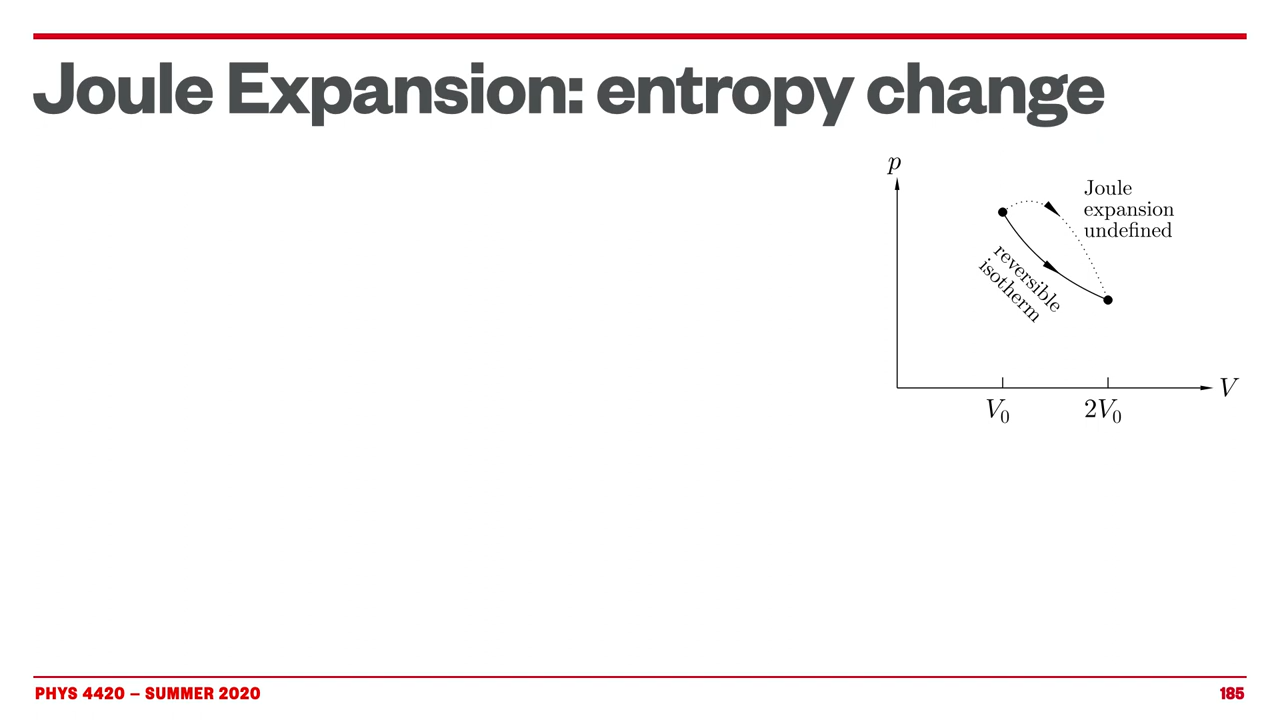 Joule Expansion: entropy change
p
Joule
expansion
undefined
reversible
isotherm
V
V₀
2V₀
PHYS 4420 – SUMMER 2020
185